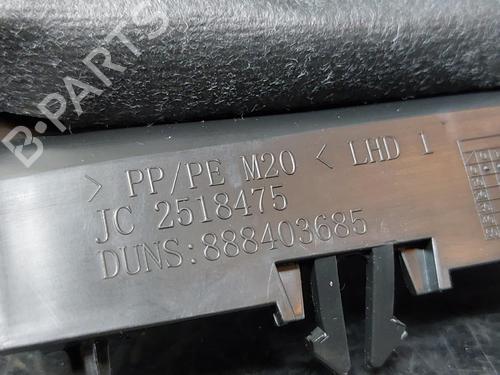 B-PARTS
> PP/PE M20 < LHD 1
JC 2518475
DUNS:888403685